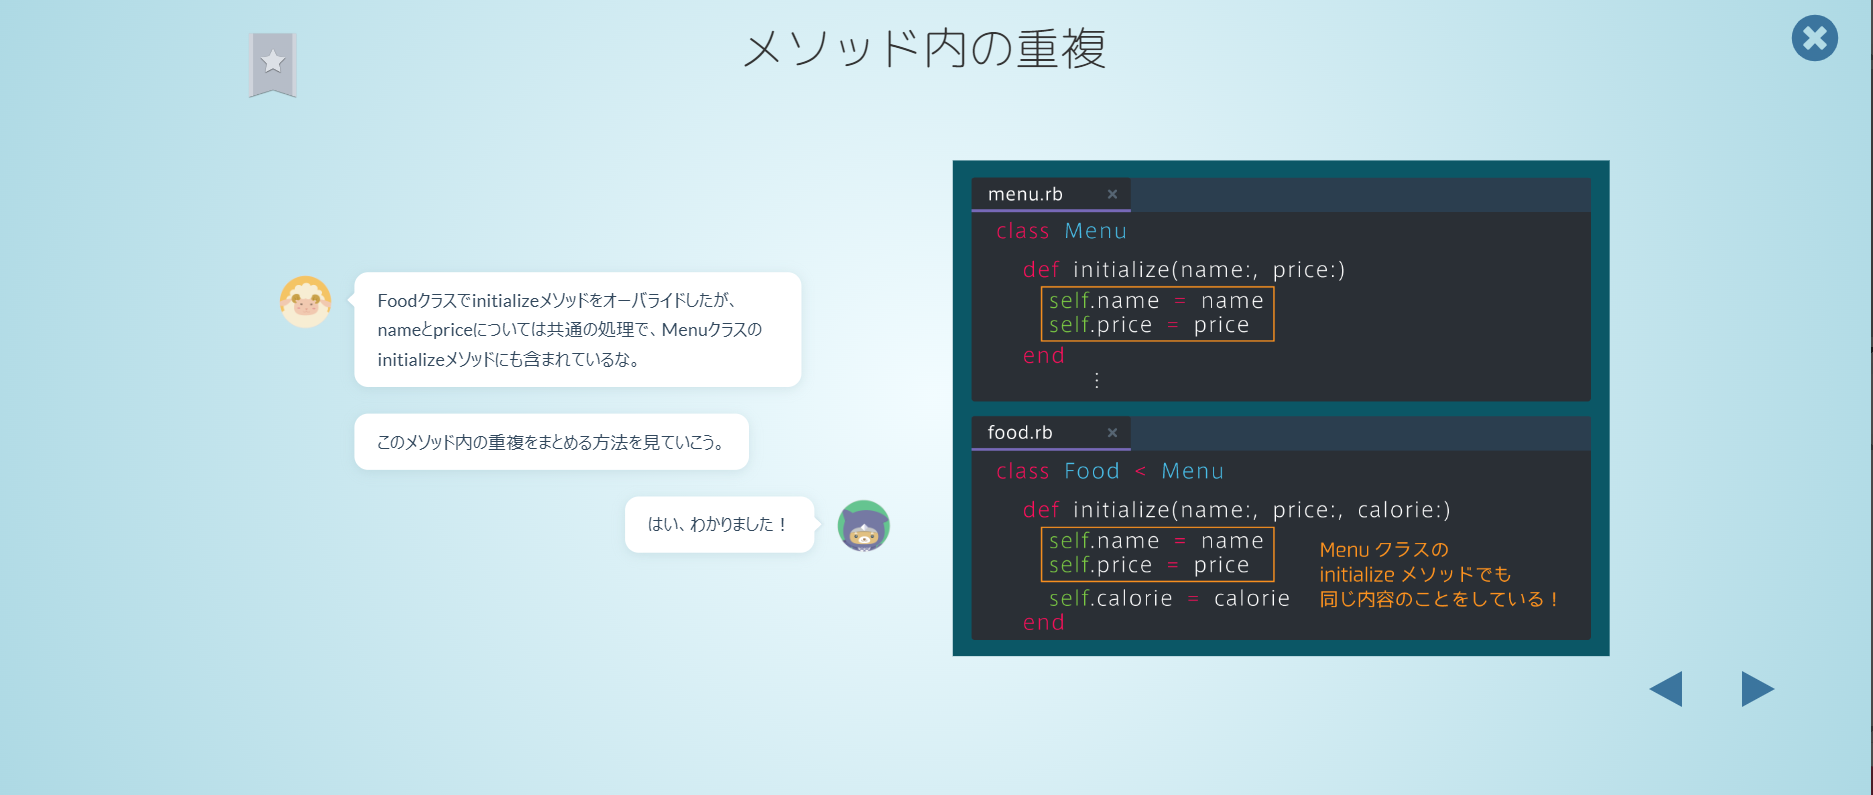 メソッド内の重複
Foodクラスでinitializeメソッドをオーバライドしたが、
nameとpriceについては共通の処理で、Menuクラスの
initializeメソッドにも含まれているな。
このメソッド内の重複をまとめる方法を見ていこう。
はい、わかりました！
menu.rb ×
class Menu
def initialize(name:, price:)
self.name = name
self.price = price
end
⋮
food.rb ×
class Food < Menu
def initialize(name:, price:, calorie:)
self.name = name
self.price = price
self.calorie = calorie
end
Menu クラスの
initialize メソッドでも
同じ内容のことをしている！